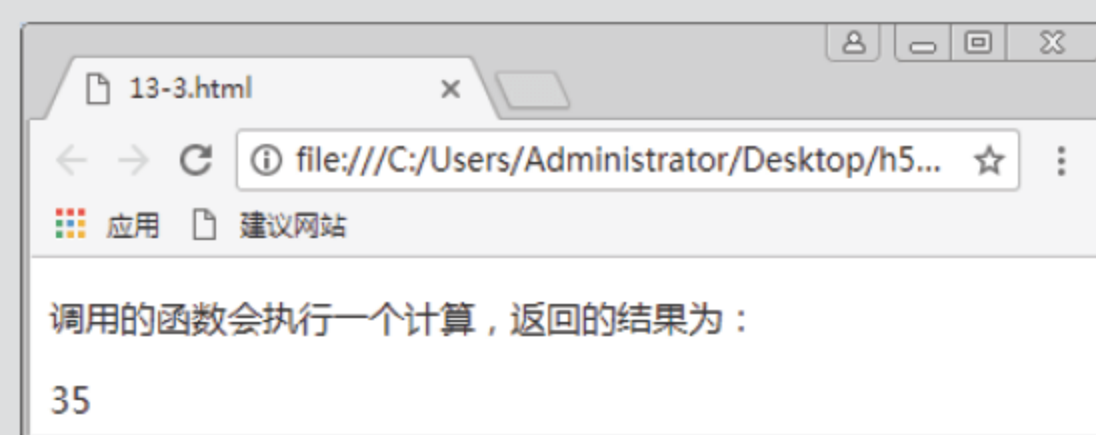 13-3.html
file:///C:/Users/Administrator/Desktop/h5...
应用 建议网站
调用的函数会执行一个计算，返回的结果为：
35